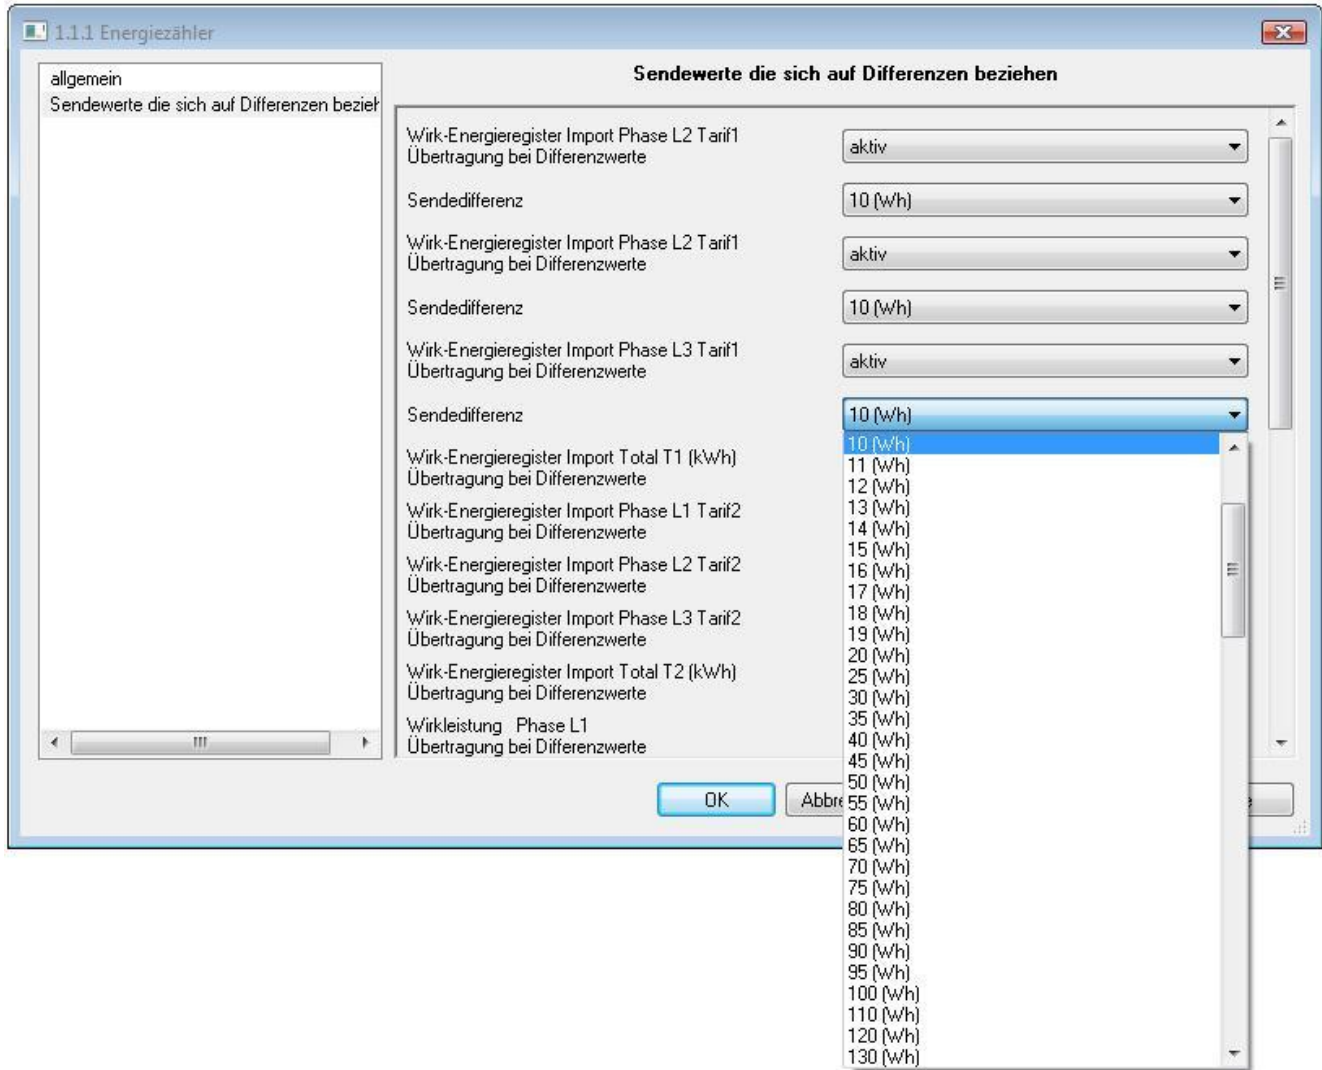 1.1.1 Energiezähler
allgemein
Sendewerte die sich auf Differenzen bezieh
Sendewerte die sich auf Differenzen beziehen
Wirk-Energieregister Import Phase L2 Tarif1
Übertragung bei Differenzwerte
aktiv
Sendedifferenz
10 (Wh)
Wirk-Energieregister Import Phase L2 Tarif1
Übertragung bei Differenzwerte
aktiv
Sendedifferenz
10 (Wh)
Wirk-Energieregister Import Phase L3 Tarif1
Übertragung bei Differenzwerte
aktiv
Sendedifferenz
10 (Wh)
Wirk-Energieregister Import Total T1 (kWh)
Übertragung bei Differenzwerte
Wirk-Energieregister Import Phase L1 Tarif2
Übertragung bei Differenzwerte
Wirk-Energieregister Import Phase L2 Tarif2
Übertragung bei Differenzwerte
Wirk-Energieregister Import Phase L3 Tarif2
Übertragung bei Differenzwerte
Wirk-Energieregister Import Total T2 (kWh)
Übertragung bei Differenzwerte
Wirkleistung Phase L1
Übertragung bei Differenzwerte
10 (Wh)
11 (Wh)
12 (Wh)
13 (Wh)
14 (Wh)
15 (Wh)
16 (Wh)
17 (Wh)
18 (Wh)
19 (Wh)
20 (Wh)
25 (Wh)
30 (Wh)
35 (Wh)
40 (Wh)
45 (Wh)
50 (Wh)
55 (Wh)
60 (Wh)
65 (Wh)
70 (Wh)
75 (Wh)
80 (Wh)
85 (Wh)
90 (Wh)
95 (Wh)
100 (Wh)
110 (Wh)
120 (Wh)
130 (Wh)
OK
Abbre